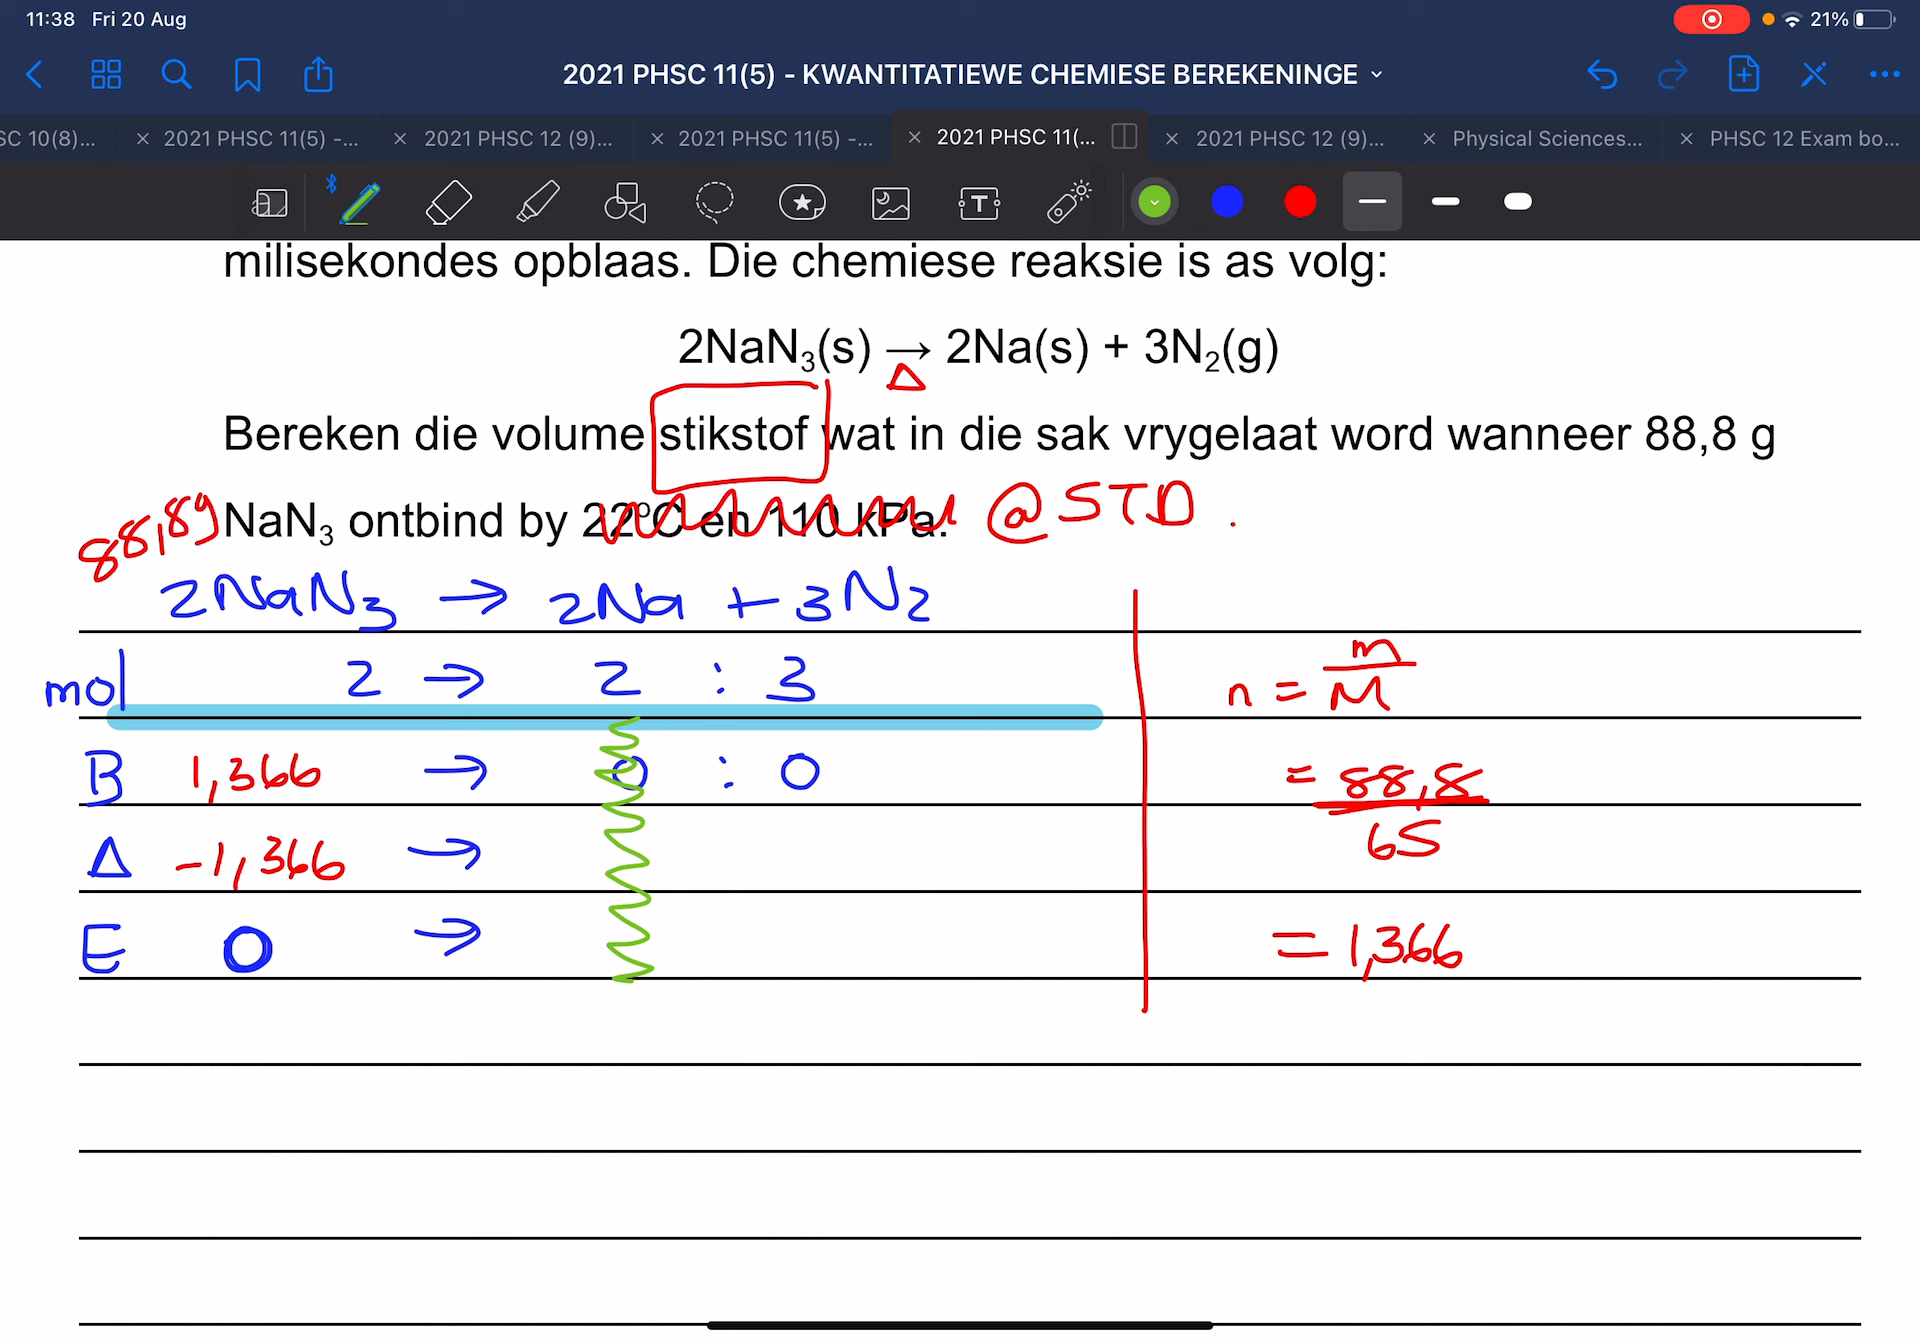 11:38 Fri 20 Aug 21%
2021 PHSC 11(5) - KWANTITATIEWE CHEMIESE BEREKENINGE
SC 10(8)... × 2021 PHSC 11(5) -... × 2021 PHSC 12 (9)... × 2021 PHSC 11(5) -... × 2021 PHSC 11(... × 2021 PHSC 12 (9)... × Physical Sciences... × PHSC 12 Exam bo...
milisekondes opblaas. Die chemiese reaksie is as volg:
2NaN₃(s) → 2Na(s) + 3N₂(g)
Δ
Bereken die volume stikstof wat in die sak vrygelaat word wanneer 88,8 g
88,8g NaN₃ ontbind by 22°C en 110 kPa. @STD.
2NaN₃ → 2Na + 3N₂
mol 2 → 2 : 3
n = m/M
B 1,366 → 0 : 0
= 88,8
Δ -1,366 →
65
E 0 →
= 1,366